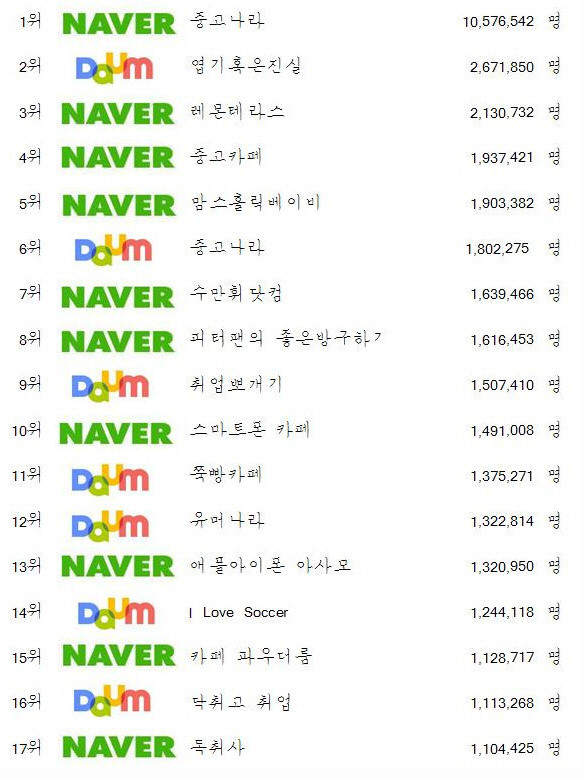 1위 NAVER 중고나라 10,576,542 명
2위 Daum 엽기혹은진실 2,671,850 명
3위 NAVER 레몬테라스 2,130,732 명
4위 NAVER 중고카페 1,937,421 명
5위 NAVER 맘스홀릭베이비 1,903,382 명
6위 Daum 중고나라 1,802,275 명
7위 NAVER 수만휘닷컴 1,639,466 명
8위 NAVER 피터팬의 좋은방구하기 1,616,453 명
9위 Daum 취업뽀개기 1,507,410 명
10위 NAVER 스마트폰 카페 1,491,008 명
11위 Daum 쭉빵카페 1,375,271 명
12위 Daum 유머나라 1,322,814 명
13위 NAVER 애플아이폰 아사모 1,320,950 명
14위 Daum I Love Soccer 1,244,118 명
15위 NAVER 카페 파우더룸 1,128,717 명
16위 Daum 닥취고 취업 1,113,268 명
17위 NAVER 독취사 1,104,425 명